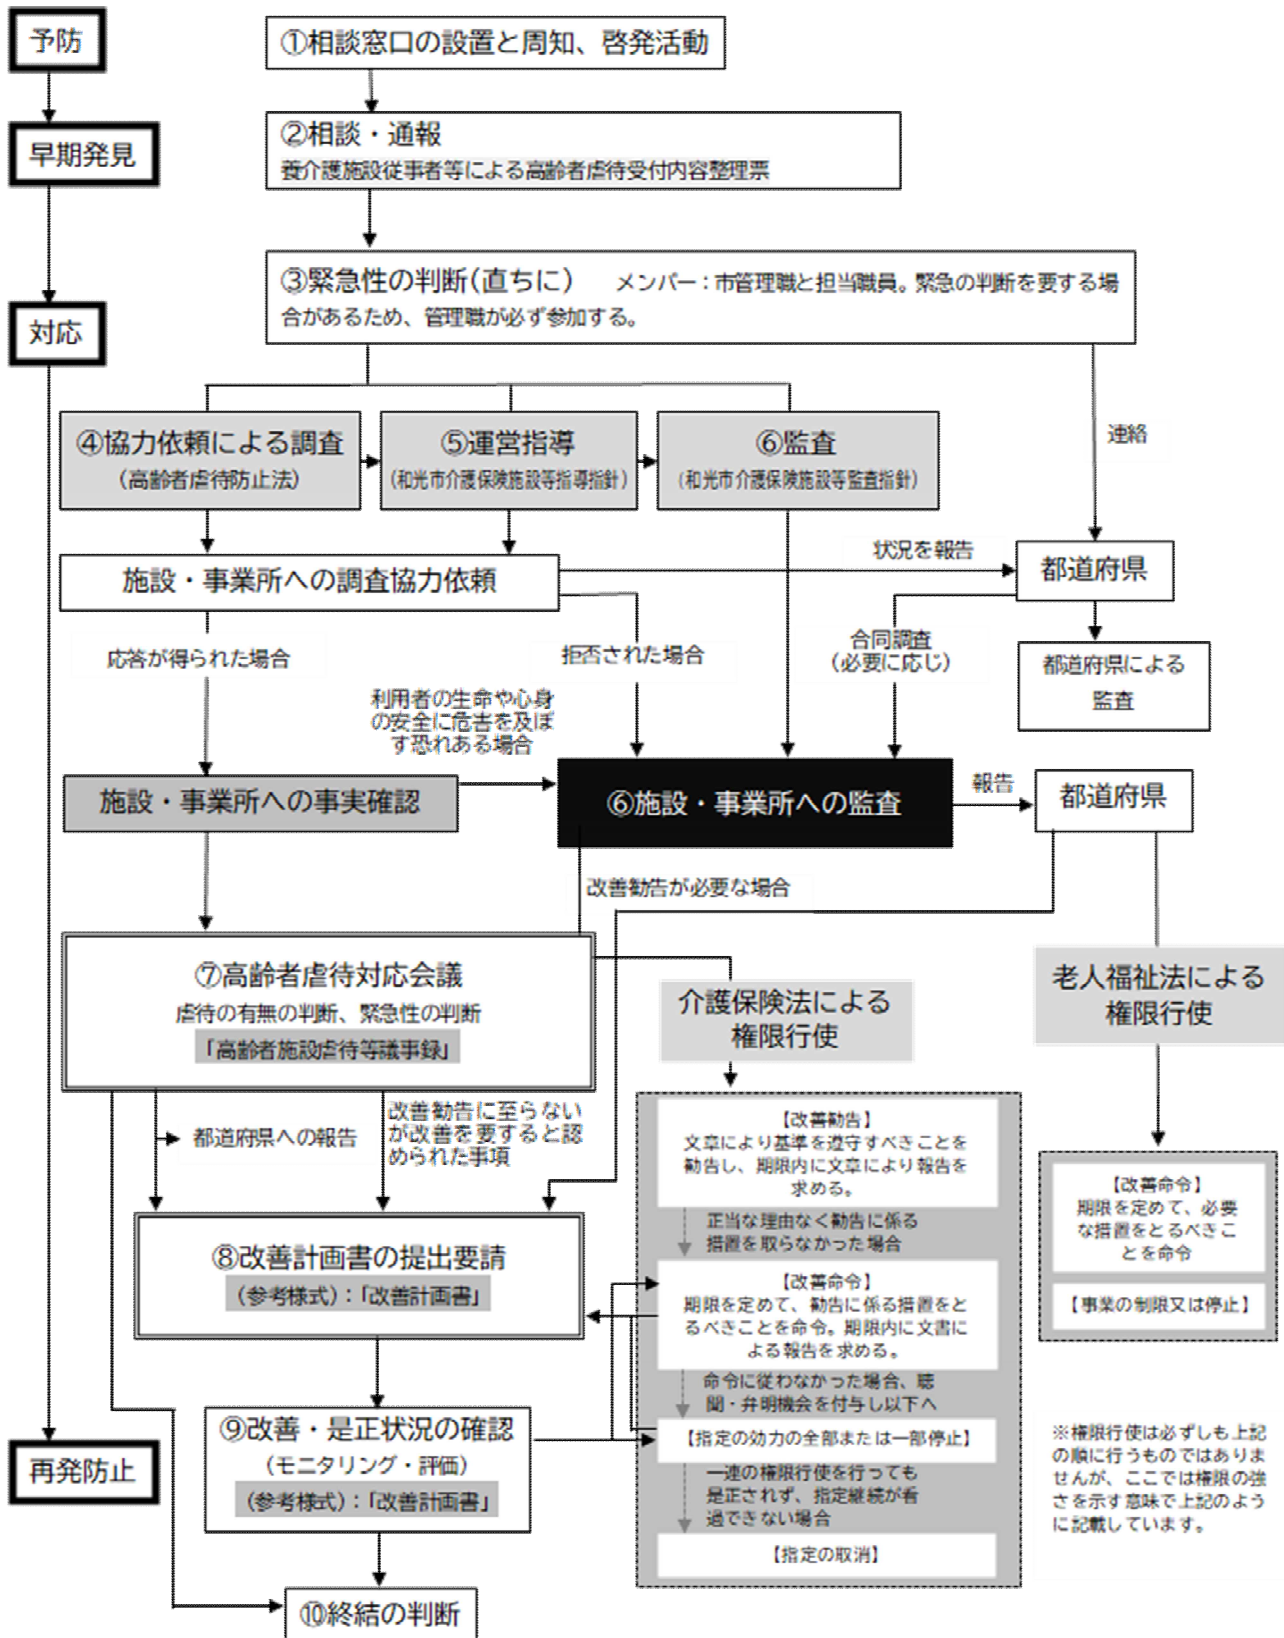 予防
①相談窓口の設置と周知、啓発活動
早期発見
②相談・通報
養介護施設従事者等による高齢者虐待受付内容整理票
③緊急性の判断(直ちに) メンバー：市管理職と担当職員。緊急の判断を要する場
合があるため、管理職が必ず参加する。
対応
④協力依頼による調査
(高齢者虐待防止法)
⑤運営指導
(和光市介護保険施設等指導指針)
⑥監査
(和光市介護保険施設等監査指針)
連絡
施設・事業所への調査協力依頼
状況を報告
都道府県
応答が得られた場合
拒否された場合
合同調査
(必要に応じ)
都道府県による
監査
利用者の生命や心身
の安全に危害を及ぼ
す恐れある場合
施設・事業所への事実確認
⑥施設・事業所への監査
報告
都道府県
改善勧告が必要な場合
⑦高齢者虐待対応会議
虐待の有無の判断、緊急性の判断
「高齢者施設虐待等議事録」
介護保険法による
権限行使
老人福祉法による
権限行使
都道府県への報告
改善勧告に至らない
が改善を要すると認
められた事項
【改善勧告】
文章により基準を遵守すべきことを
勧告し、期限内に文章により報告を
求める。
正当な理由なく勧告に係る
措置を取らなかった場合
【改善命令】
期限を定めて、必要
な措置をとるべきこ
とを命令
【事業の制限又は停止】
⑧改善計画書の提出要請
(参考様式)：「改善計画書」
【改善命令】
期限を定めて、勧告に係る措置をと
るべきことを命令。期限内に文書に
よる報告を求める。
命令に従わなかった場合、聴
聞・弁明機会を付与し以下へ
⑨改善・是正状況の確認
(モニタリング・評価)
(参考様式)：「改善計画書」
【指定の効力の全部または一部停止】
一連の権限行使を行っても
是正されず、指定継続が看
過できない場合
【指定の取消】
再発防止
※権限行使は必ずしも上記
の順に行うものではありま
せんが、ここでは権限の強
さを示す意味で上記のよう
に記載しています。
⑩終結の判断